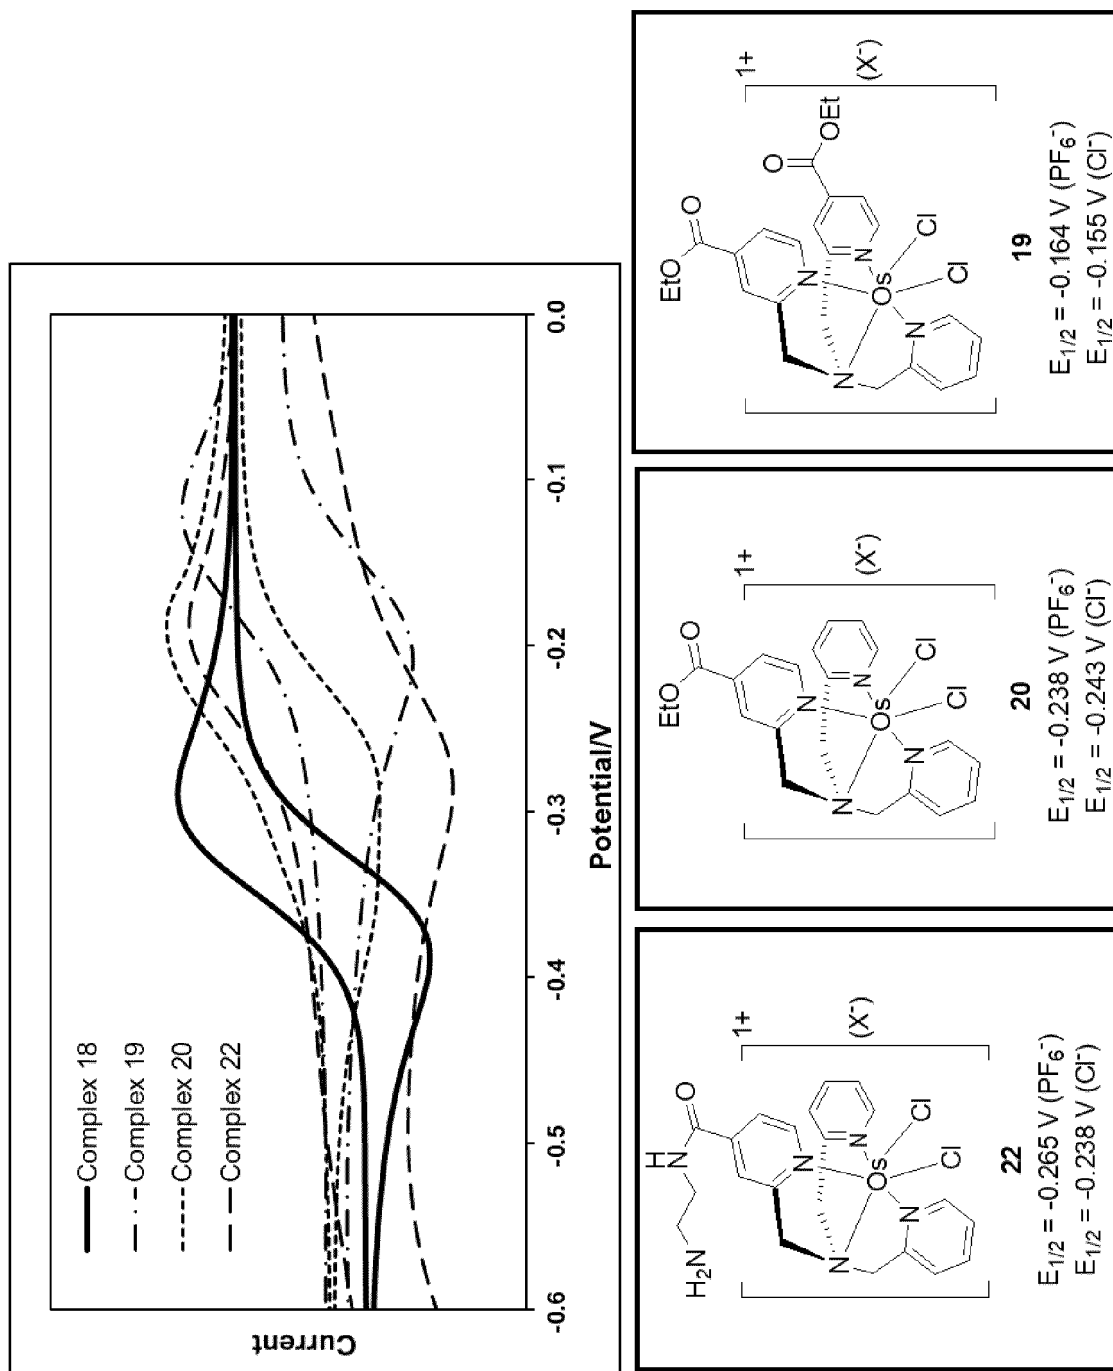 Current
Complex 18
Complex 19
Complex 20
Complex 22
-0.6
-0.5
-0.4
-0.3
-0.2
-0.1
0.0
Potential/V
H₂N
H
N
O
1+
N
N
N
N
Os
Cl
Cl
(X⁻)
22
E₁/₂ = -0.265 V (PF₆⁻)
E₁/₂ = -0.238 V (Cl⁻)
EtO
O
1+
N
N
N
N
Os
Cl
Cl
(X⁻)
20
E₁/₂ = -0.238 V (PF₆⁻)
E₁/₂ = -0.243 V (Cl⁻)
EtO
O
O
OEt
1+
N
N
N
N
Os
Cl
Cl
(X⁻)
19
E₁/₂ = -0.164 V (PF₆⁻)
E₁/₂ = -0.155 V (Cl⁻)